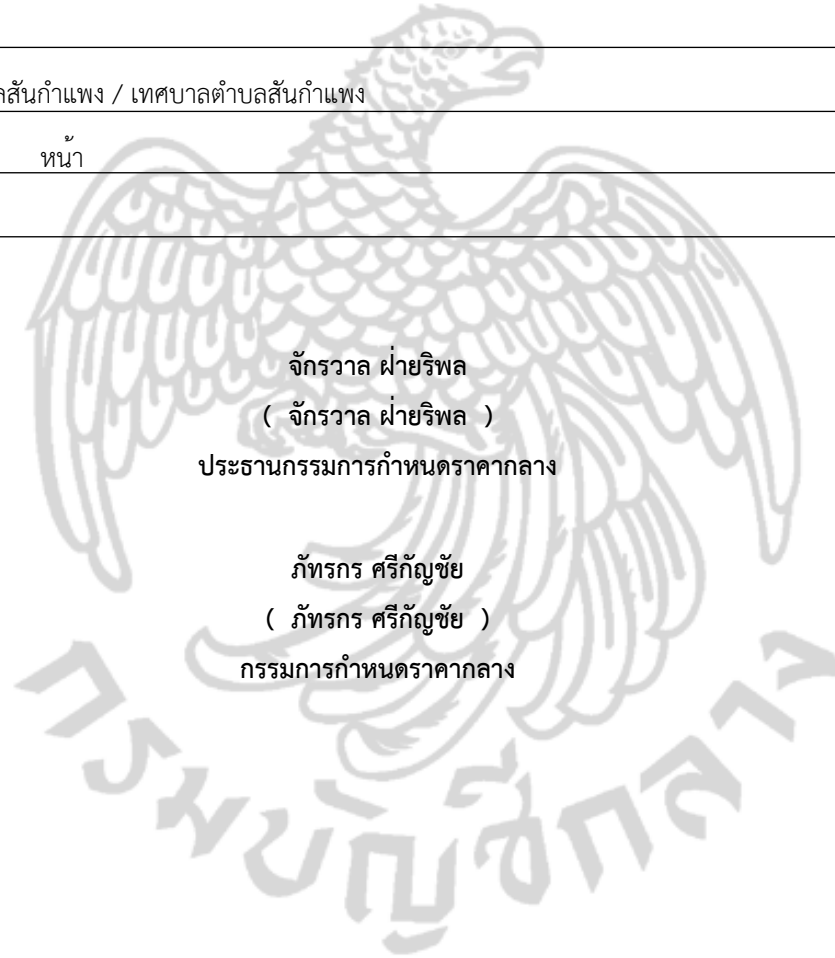 ลสันกำแพง / เทศบาลตำบลสันกำแพง
หน้า
จักรวาล ฝ่ายริพล
( จักรวาล ฝ่ายริพล )
ประธานกรรมการกำหนดราคากลาง
ภัทรกร ศรีกัญชัย
( ภัทรกร ศรีกัญชัย )
กรรมการกำหนดราคากลาง
กรมบัญชีกลาง